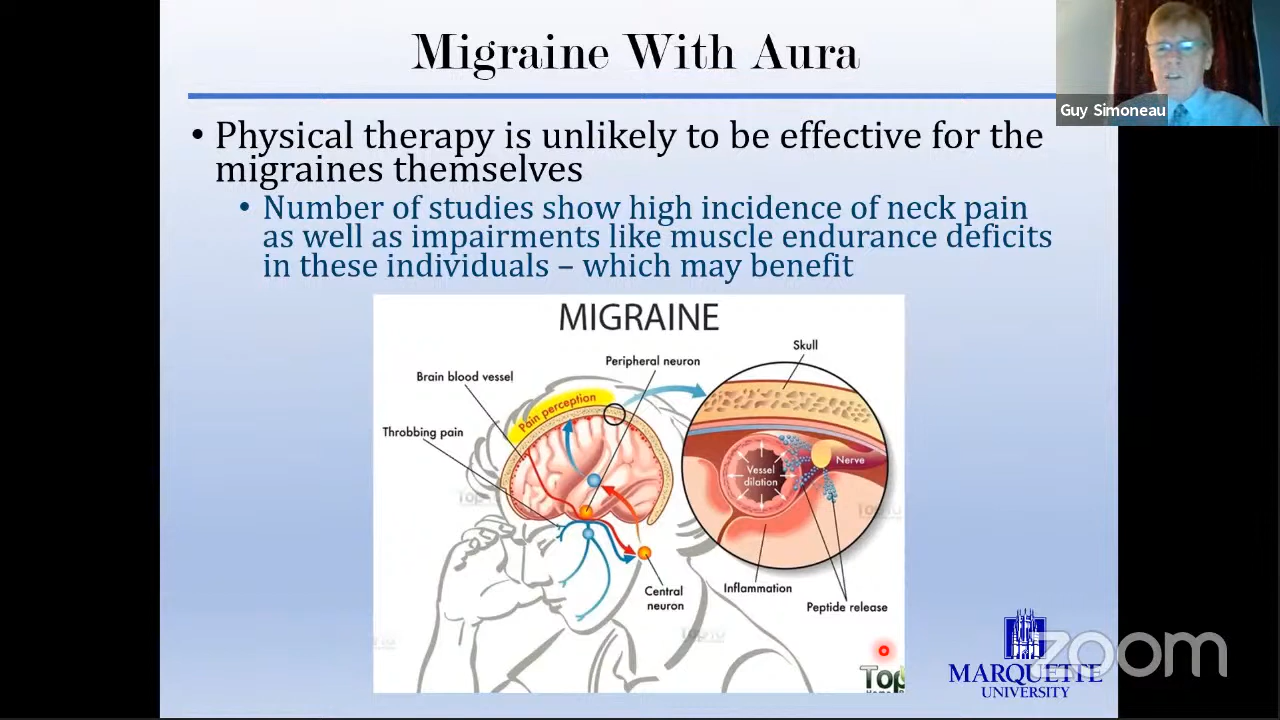 Migraine With Aura
Guy Simoneau
• Physical therapy is unlikely to be effective for the
migraines themselves
• Number of studies show high incidence of neck pain
as well as impairments like muscle endurance deficits
in these individuals – which may benefit
MIGRAINE
Skull
Peripheral neuron
Brain blood vessel
Pain perception
Throbbing pain
Nerve
Vessel
dilation
Central
neuron
Inflammation
Peptide release
Top
zoom
MARQUETTE
UNIVERSITY